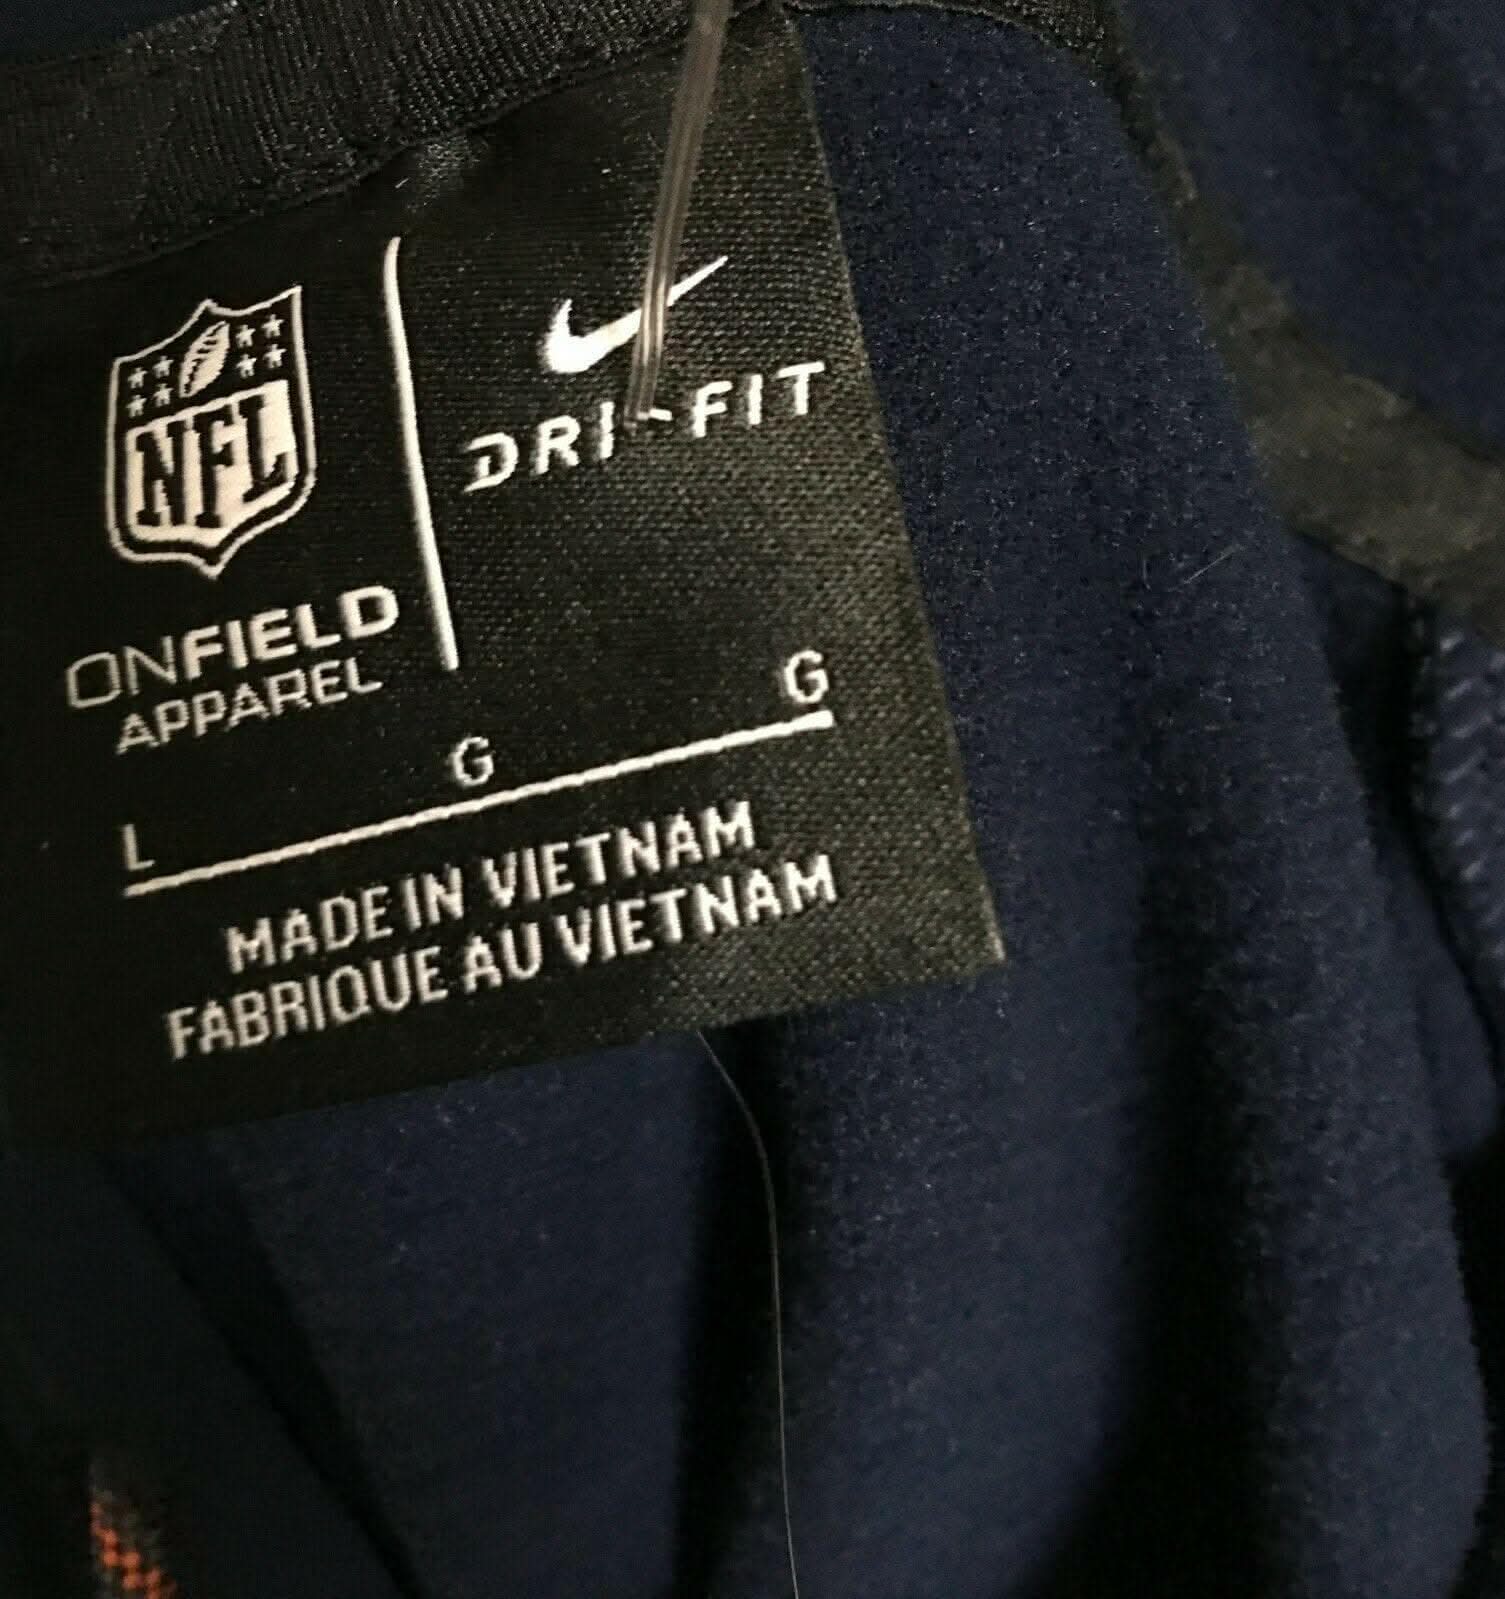 NFL
ONFIELD
APPAREL
DRI-FIT
L G G
MADE IN VIETNAM
FABRIQUE AU VIETNAM